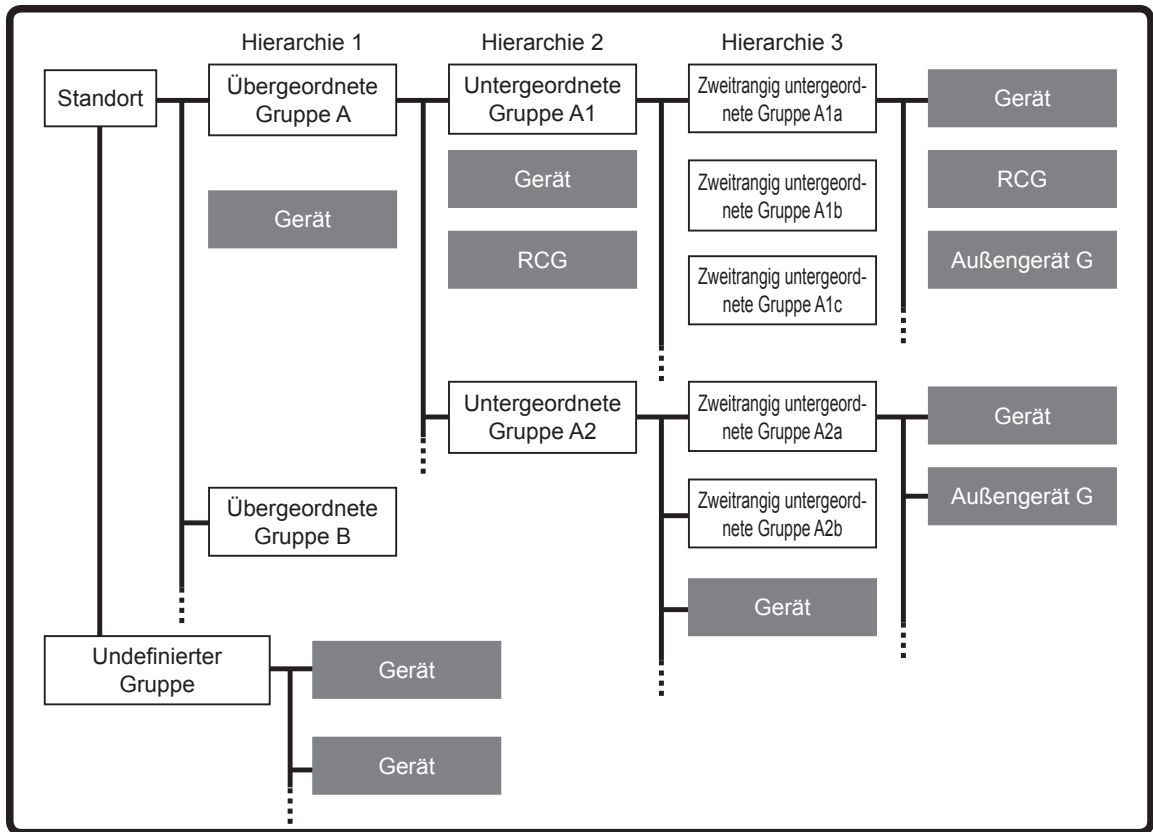 Hierarchie 1
Hierarchie 2
Hierarchie 3
Standort
Übergeordnete
Gruppe A
Untergeordnete
Gruppe A1
Zweitrangig untergeord-
nete Gruppe A1a
Gerät
Gerät
Gerät
RCG
Zweitrangig untergeord-
nete Gruppe A1b
RCG
Zweitrangig untergeord-
nete Gruppe A1c
Außengerät G
Untergeordnete
Gruppe A2
Zweitrangig untergeord-
nete Gruppe A2a
Gerät
Übergeordnete
Gruppe B
Zweitrangig untergeord-
nete Gruppe A2b
Außengerät G
Gerät
Undefinierter
Gruppe
Gerät
Gerät